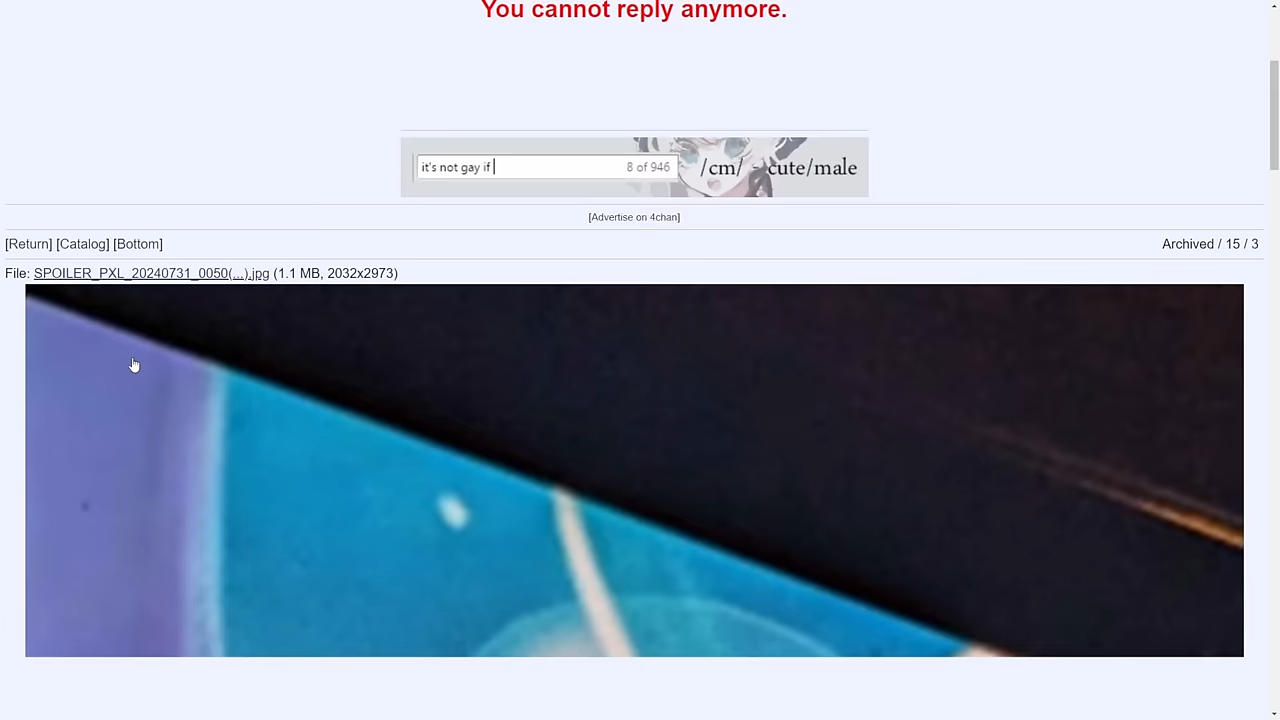 You cannot reply anymore.
it's not gay if
8 of 946
/cm/ - cute/male
[Advertise on 4chan]
[Return] [Catalog] [Bottom]
Archived / 15 / 3
File: SPOILER_PXL_20240731_0050(...).jpg (1.1 MB, 2032x2973)